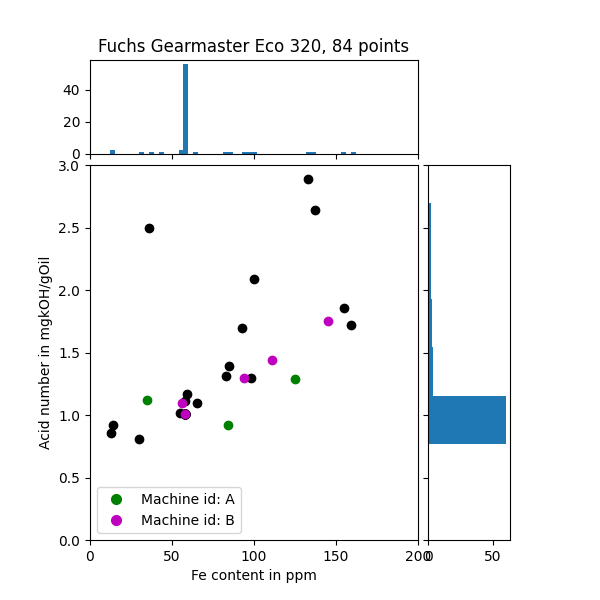 Fuchs Gearmaster Eco 320, 84 points
40
20
0
3.0
2.5
2.0
1.5
1.0
0.5
0.0
Acid number in mgkOH/gOil
Machine id: A
Machine id: B
0 50 100 150 200
0 50
Fe content in ppm